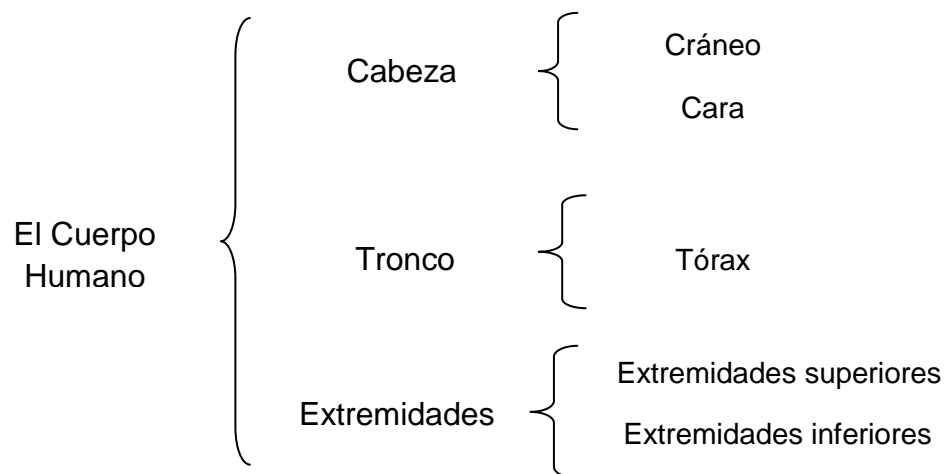 El Cuerpo
Humano
Cabeza
Cráneo
Cara
Tronco
Tórax
Extremidades
Extremidades superiores
Extremidades inferiores